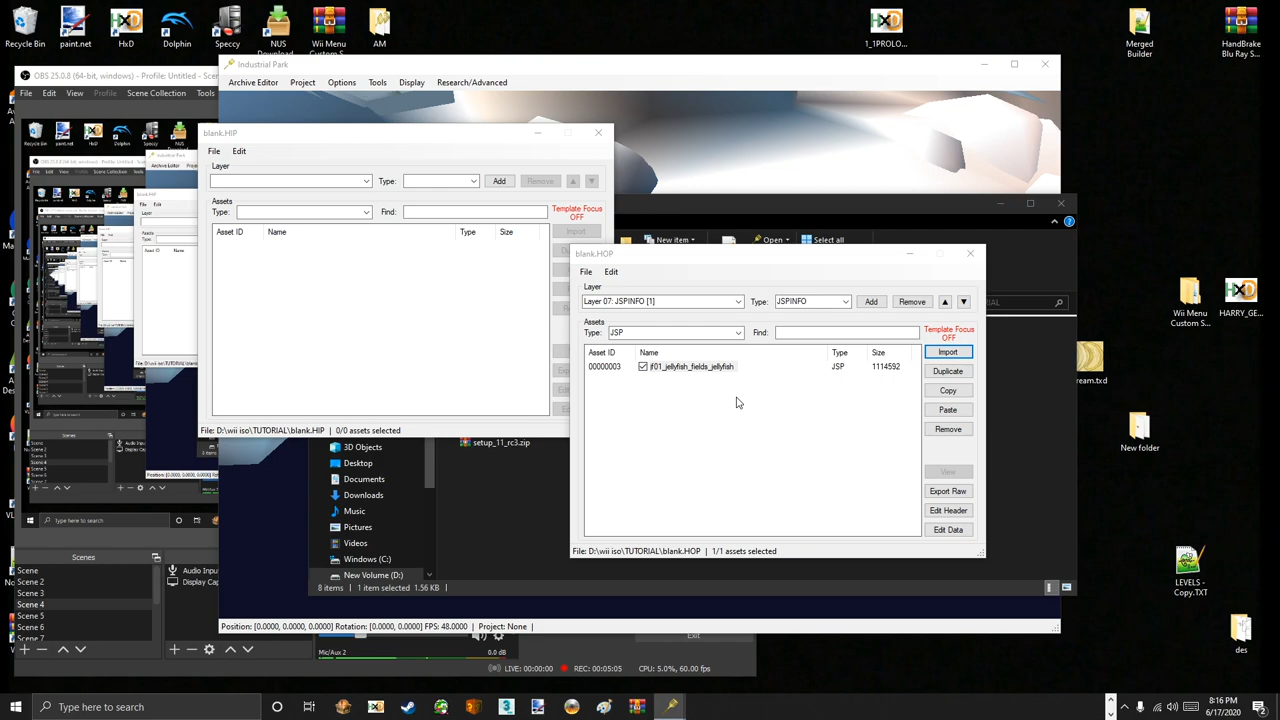 Recycle Bin
paint.net
HxD
Dolphin
Speccy
NUS Download...
Wii Menu Custom S...
AM
1_1PROLO...
Merged Builder
HandBrake Blu Ray S...
OBS 25.0.8 (64-bit, windows) - Profile: Untitled - Scen
File Edit View Profile Scene Collection Tools
Industrial Park
Archive Editor Project Options Tools Display Research/Advanced
blank.HIP
File Edit
Layer
Type: Add Remove
Assets
Type: Find: Template Focus OFF
Import
Asset ID Name Type Size
File: D:\wii iso\TUTORIAL\blank.HIP | 0/0 assets selected
New item
Open
Select all
blank.HOP
File Edit
Layer
Layer 07: JSPINFO [1] Type: JSPINFO Add Remove
Assets
Type: JSP Find: Template Focus OFF
Asset ID Name Type Size
00000003 jf01_jellyfish_fields_jellyfish JSP 1114592
Import
Duplicate
Copy
Paste
Remove
View
Export Raw
Edit Header
Edit Data
File: D:\wii iso\TUTORIAL\blank.HOP | 1/1 assets selected
setup_11_rc3.zip
3D Objects
Desktop
Documents
Downloads
Music
Pictures
Videos
Windows (C:)
New Volume (D:)
8 items | 1 item selected 1.56 KB
Position: [0.0000, 0.0000, 0.0000] Rotation: [0.0000, 0.0000] FPS: 48.0000 | Project: None |
Scenes
Scene
Scene 2
Scene 3
Scene 4
Scene 5
Scene 6
Scene 7
Audio Inpu
Display Cap
Mic/Aux 2 0.0 dB
Exit
LIVE: 00:00:00 REC: 00:05:05 CPU: 5.0%, 60.00 fps
Wii Menu Custom S...
HARRY_GE...
ream.txd
New folder
LEVELS - Copy.TXT
des
Type here to search
8:16 PM
6/17/2020
2